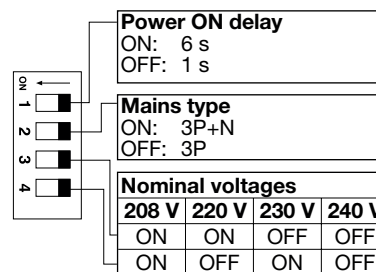 Power ON delay
ON: 6 s
OFF: 1 s
ON
1
2
3
4
Mains type
ON: 3P+N
OFF: 3P
Nominal voltages
208 V 220 V 230 V 240 V
ON ON OFF OFF
ON OFF ON OFF